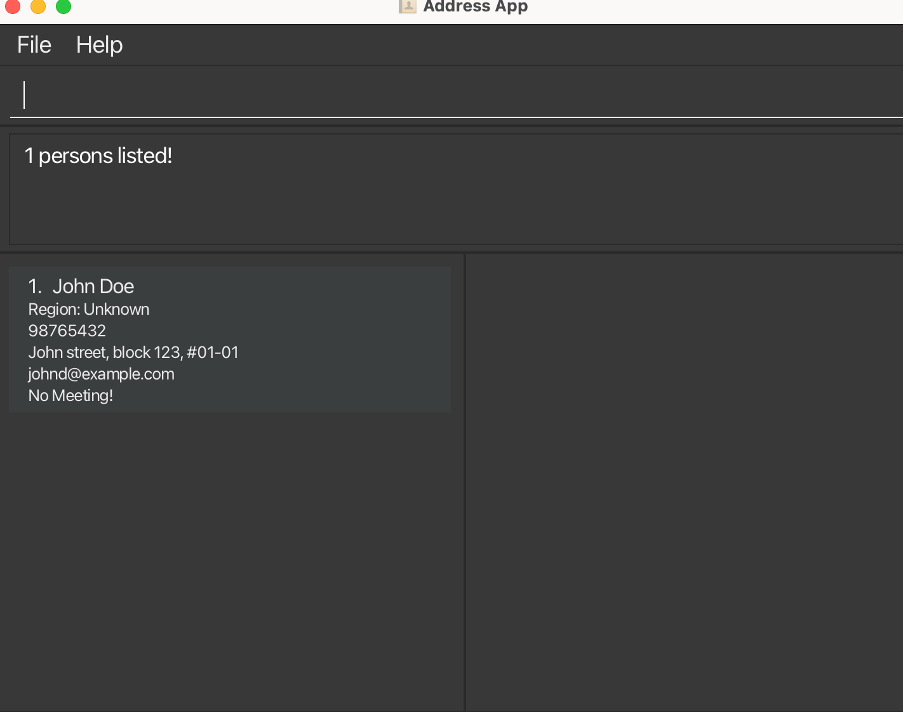 Address App
File Help
1 persons listed!
1. John Doe
Region: Unknown
98765432
John street, block 123, #01-01
johnd@example.com
No Meeting!